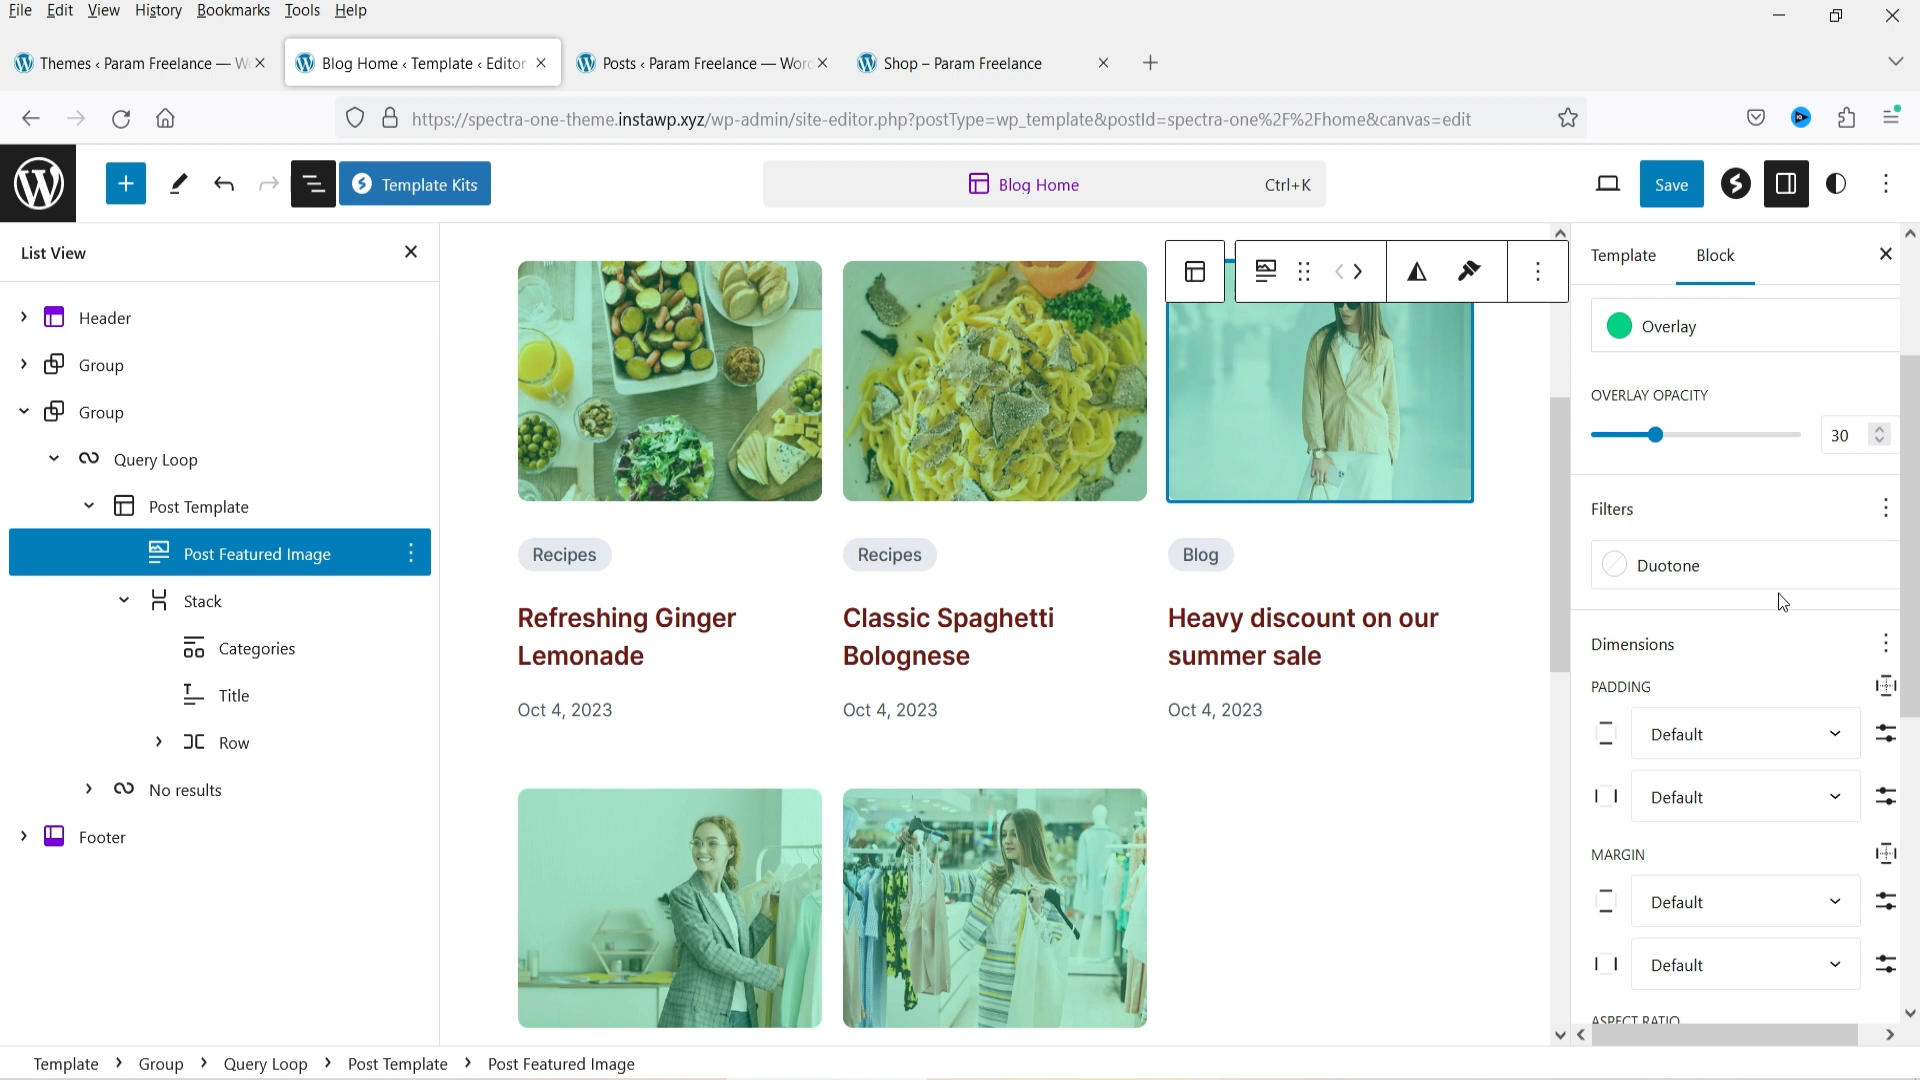 File Edit View History Bookmarks Tools Help
Themes ‹ Param Freelance — W
Blog Home ‹ Template ‹ Editor
Posts ‹ Param Freelance — Word
Shop – Param Freelance
https://spectra-one-theme.instawp.xyz/wp-admin/site-editor.php?postType=wp_template&postId=spectra-one%2F%2Fhome&canvas=edit
Template Kits
Blog Home
Ctrl+K
Save
List View
Header
Group
Group
Query Loop
Post Template
Post Featured Image
Stack
Categories
Title
Row
No results
Footer
Recipes
Recipes
Blog
Refreshing Ginger
Lemonade
Classic Spaghetti
Bolognese
Heavy discount on our
summer sale
Oct 4, 2023
Oct 4, 2023
Oct 4, 2023
Template
Block
Overlay
OVERLAY OPACITY
30
Filters
Duotone
Dimensions
PADDING
Default
Default
MARGIN
Default
Default
ASPECT RATIO
Template › Group › Query Loop › Post Template › Post Featured Image